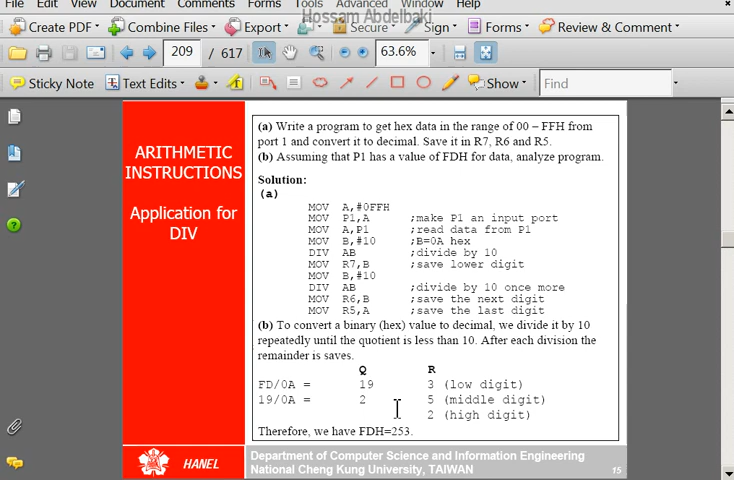 File Edit View Document Comments Forms Tools Advanced Window Help
Hossam Abdelbaki
Create PDF Combine Files Export Secure Sign Forms Review & Comment
209 / 617 63.6%
Sticky Note Text Edits Show Find
ARITHMETIC
INSTRUCTIONS
Application for
DIV
(a) Write a program to get hex data in the range of 00 – FFH from
port 1 and convert it to decimal. Save it in R7, R6 and R5.
(b) Assuming that P1 has a value of FDH for data, analyze program.
Solution:
(a)
MOV A,#0FFH
MOV P1,A ;make P1 an input port
MOV A,P1 ;read data from P1
MOV B,#10 ;B=0A hex
DIV AB ;divide by 10
MOV R7,B ;save lower digit
MOV B,#10
DIV AB ;divide by 10 once more
MOV R6,B ;save the next digit
MOV R5,A ;save the last digit
(b) To convert a binary (hex) value to decimal, we divide it by 10
repeatedly until the quotient is less than 10. After each division the
remainder is saves.
Q R
FD/0A = 19 3 (low digit)
19/0A = 2 5 (middle digit)
2 (high digit)
Therefore, we have FDH=253.
HANEL
Department of Computer Science and Information Engineering
National Cheng Kung University, TAIWAN 15